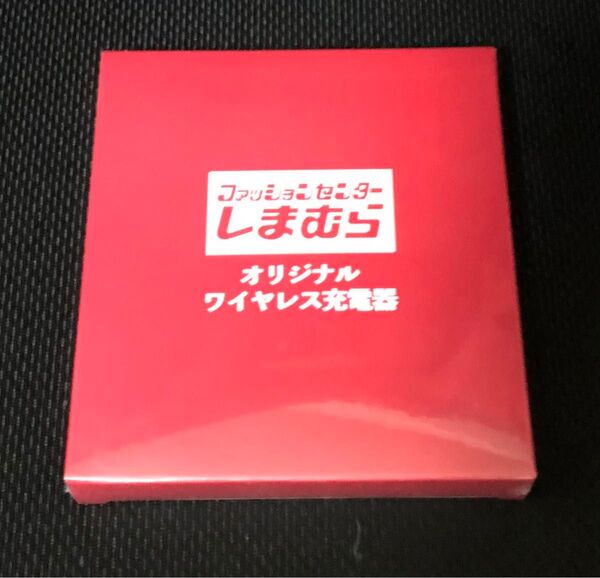 ファッションセンター
しまむら
オリジナル
ワイヤレス充電器